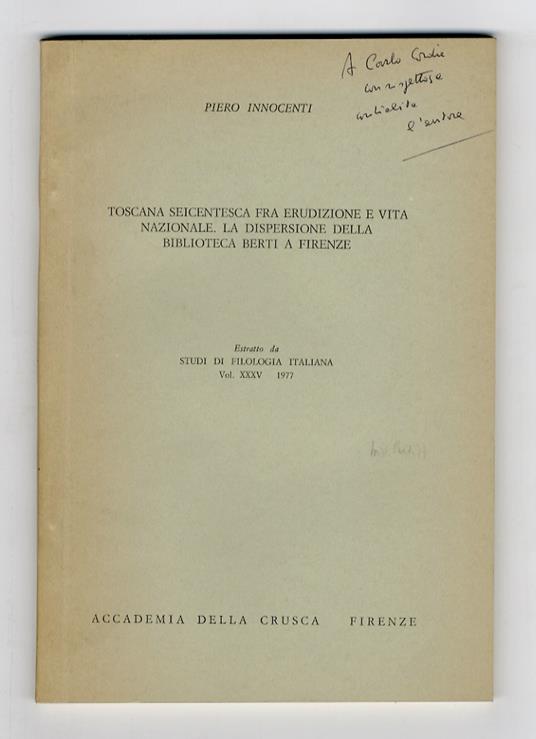 A Carlo Cordié
con rispettosa
cordialità
l'autore
PIERO INNOCENTI
TOSCANA SEICENTESCA FRA ERUDIZIONE E VITA
NAZIONALE. LA DISPERSIONE DELLA
BIBLIOTECA BERTI A FIRENZE
Estratto da
STUDI DI FILOLOGIA ITALIANA
Vol. XXXV 1977
ACCADEMIA DELLA CRUSCA FIRENZE